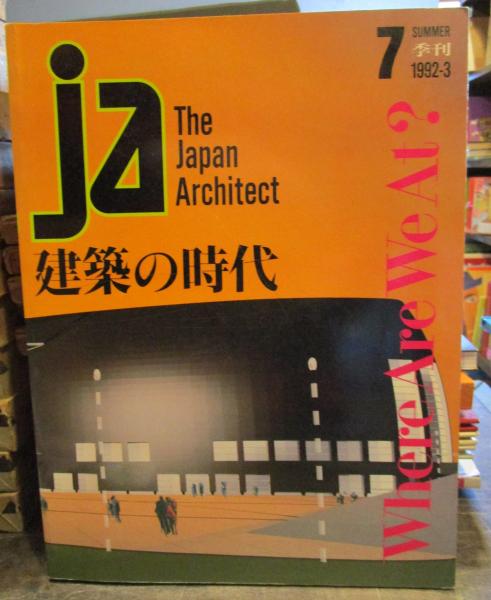 ja
The
Japan
Architect
7
SUMMER
季刊
1992-3
建築の時代
Where Are We At?